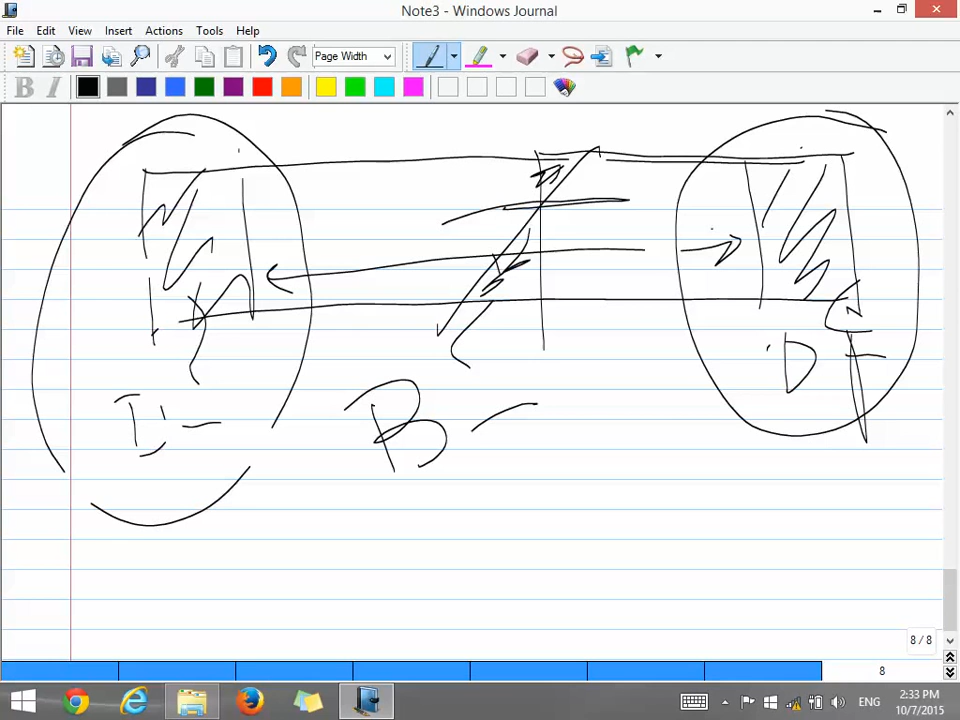 Note3 - Windows Journal
File Edit View Insert Actions Tools Help
Page Width
B I
D
B -
8 / 8
8
ENG
2:33 PM
10/7/2015